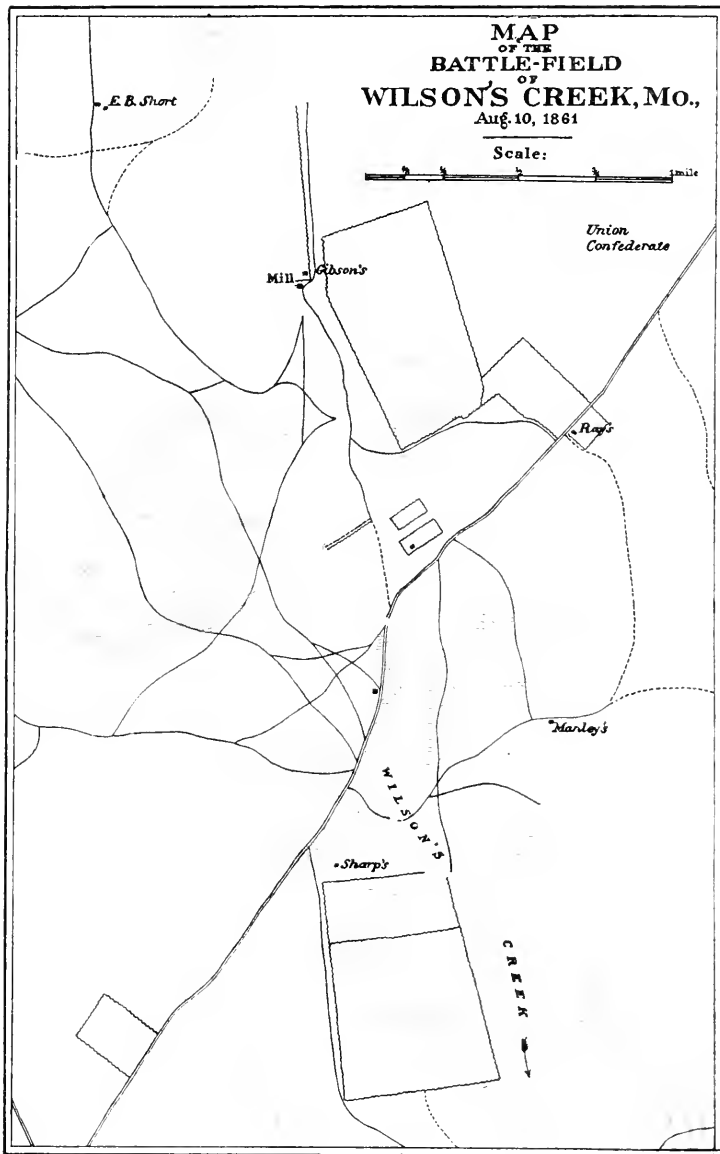 MAP
OF THE
BATTLE-FIELD
OF
WILSON'S CREEK, MO.,
Aug. 10, 1861
Scale:
1 mile
E. B. Short
Union
Confederate
Gibson's
Mill
Ray's
Manley's
WILSON'S
Sharp's
CREEK